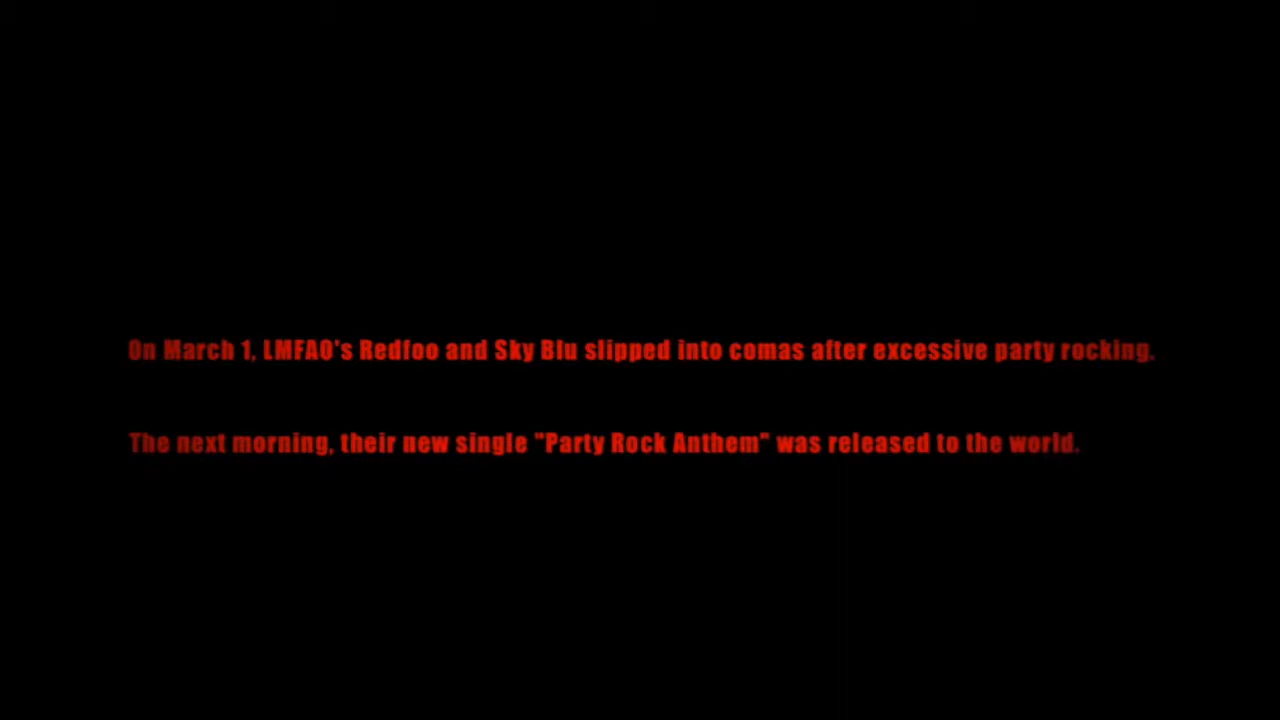 On March 1, LMFAO's Redfoo and Sky Blu slipped into comas after excessive party rocking.
The next morning, their new single "Party Rock Anthem" was released to the world.